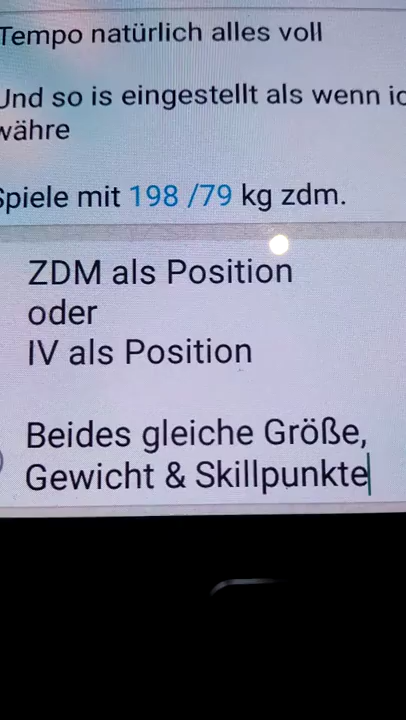 Tempo natürlich alles voll
Und so is eingestellt als wenn ic
währe
Spiele mit 198 /79 kg zdm.
ZDM als Position
oder
IV als Position
Beides gleiche Größe,
Gewicht & Skillpunkte